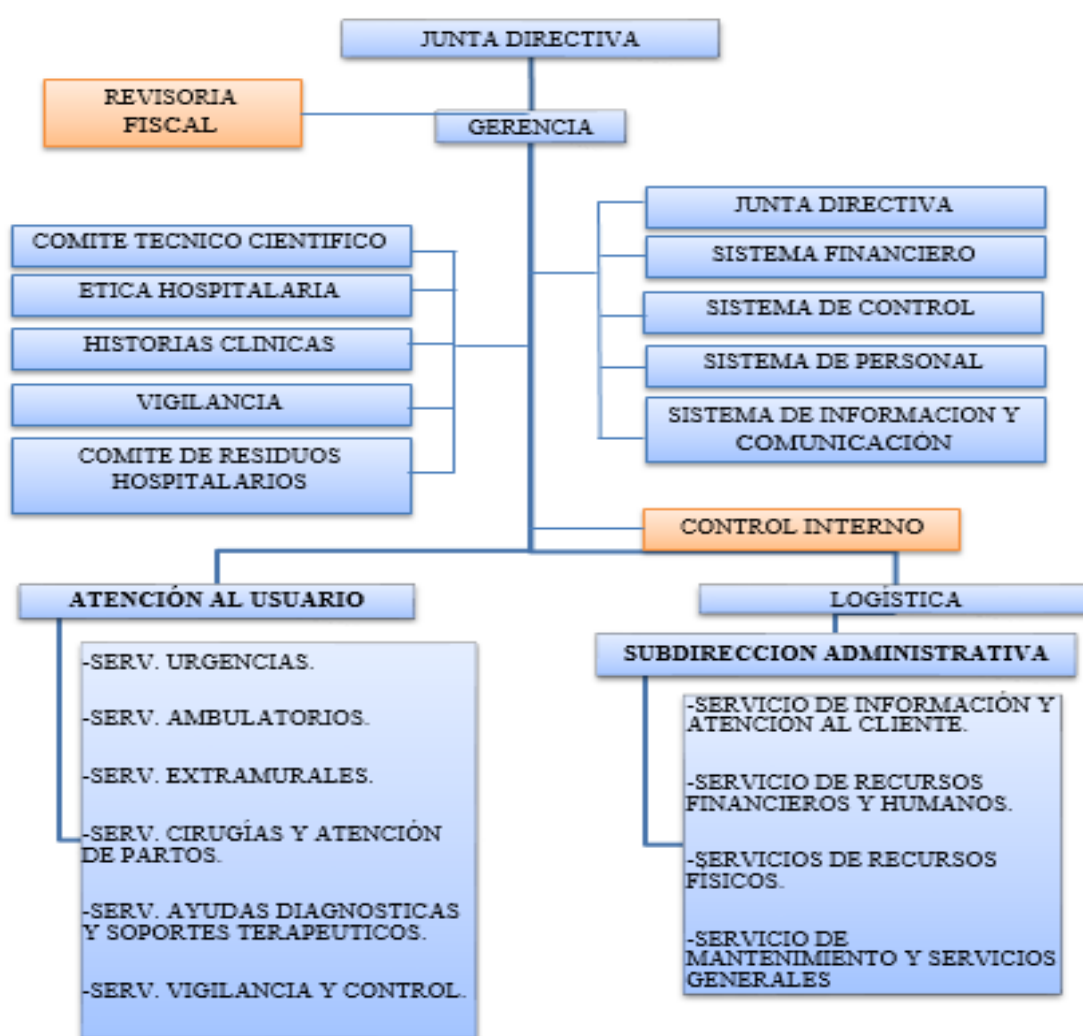 JUNTA DIRECTIVA
REVISORIA
FISCAL
GERENCIA
COMITE TECNICO CIENTIFICO
ETICA HOSPITALARIA
HISTORIAS CLINICAS
VIGILANCIA
COMITE DE RESIDUOS
HOSPITALARIOS
JUNTA DIRECTIVA
SISTEMA FINANCIERO
SISTEMA DE CONTROL
SISTEMA DE PERSONAL
SISTEMA DE INFORMACION Y
COMUNICACIÓN
CONTROL INTERNO
ATENCIÓN AL USUARIO
-SERV. URGENCIAS.
-SERV. AMBULATORIOS.
-SERV. EXTRAMURALES.
-SERV. CIRUGÍAS Y ATENCIÓN
DE PARTOS.
-SERV. AYUDAS DIAGNOSTICAS
Y SOPORTES TERAPEUTICOS.
-SERV. VIGILANCIA Y CONTROL.
LOGÍSTICA
SUBDIRECCION ADMINISTRATIVA
-SERVICIO DE INFORMACIÓN Y
ATENCION AL CLIENTE.
-SERVICIO DE RECURSOS
FINANCIEROS Y HUMANOS.
-SERVICIOS DE RECURSOS
FÍSICOS.
-SERVICIO DE
MANTENIMIENTO Y SERVICIOS
GENERALES